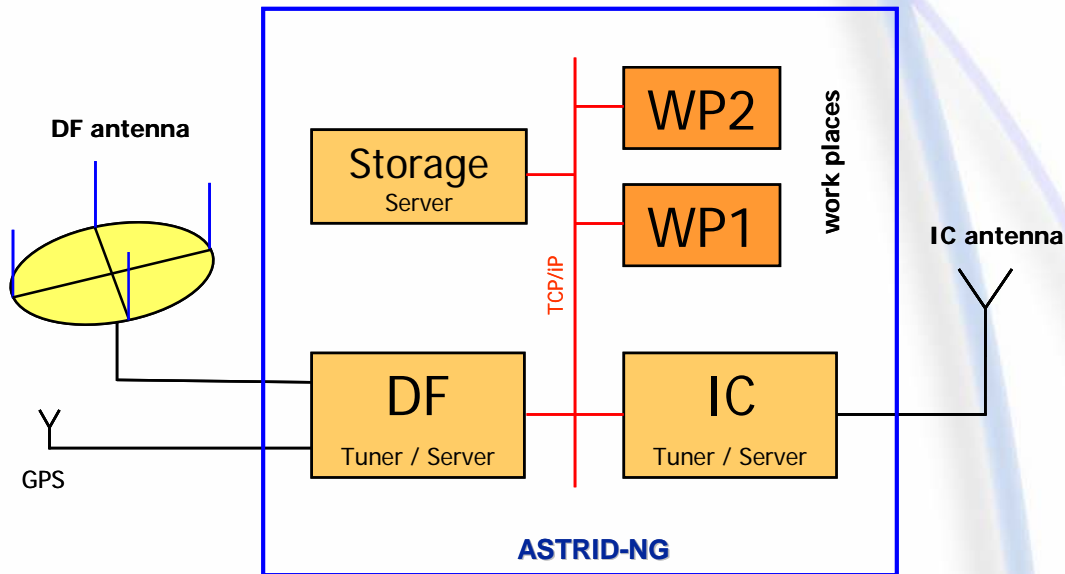 DF antenna
GPS
Storage
Server
WP2
WP1
work places
TCP/iP
DF
Tuner / Server
IC
Tuner / Server
IC antenna
ASTRID-NG